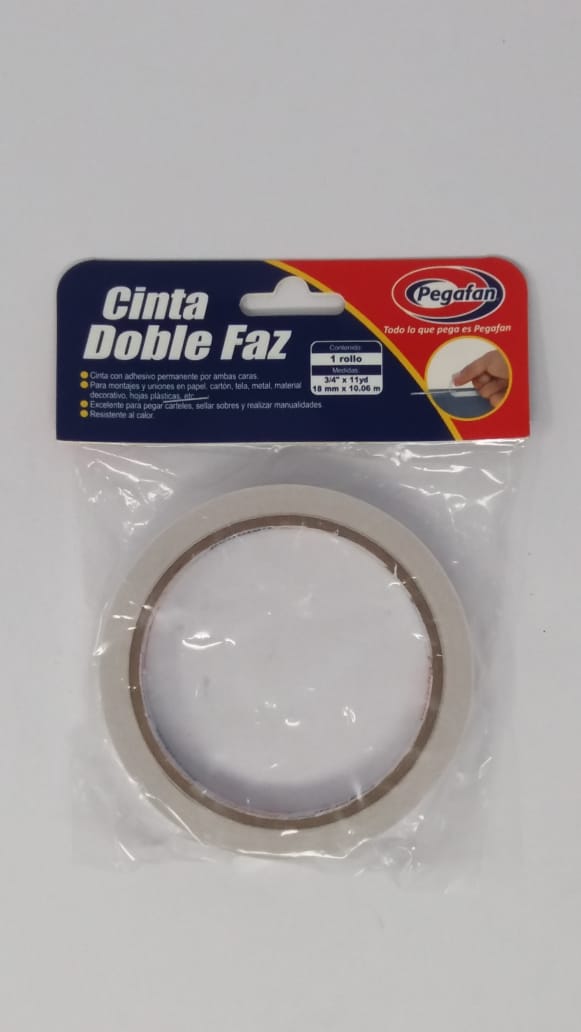 Cinta
Doble Faz
Cinta con adhesivo permanente por ambas caras.
Para montajes y uniones en papel, cartón, tela, metal, material
decorativo, hojas plásticas, etc.
Excelente para pegar carteles, sellar sobres y realizar manualidades
Resistente al calor.
Contenido:
1 rollo
Medidas:
3/4" x 11yd
18 mm x 10.06 m
Pegafan
Todo lo que pega es Pegafan